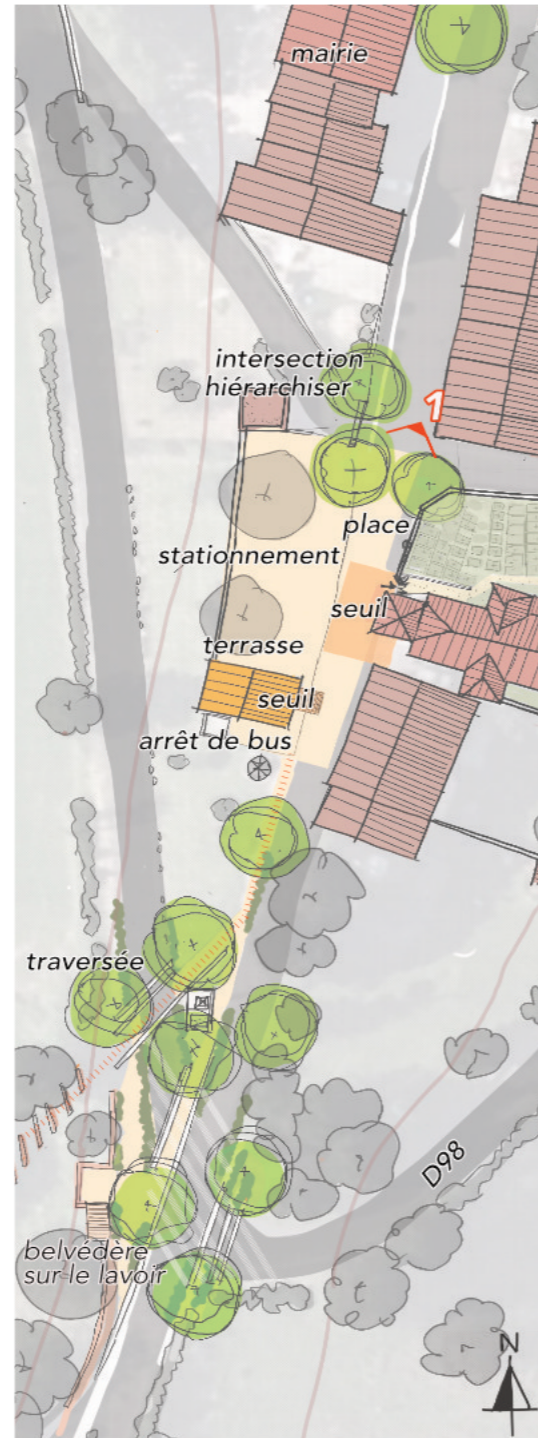 mairie
intersection
hiérarchiser
1
place
stationnement
seuil
terrasse
seuil
arrêt de bus
traversée
D98
belvédère
sur le lavoir
N